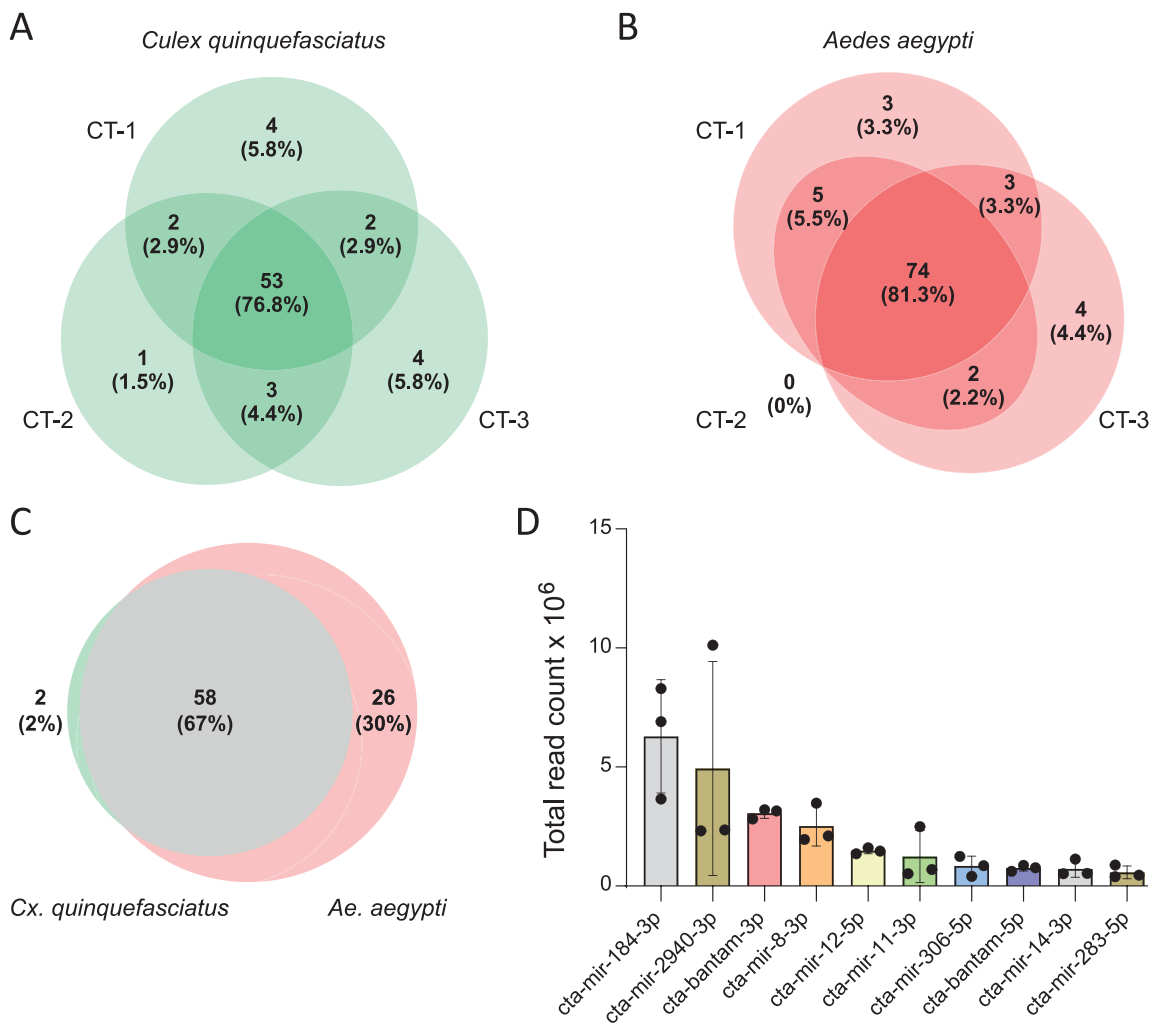 A
Culex quinquefasciatus
CT-1
4
(5.8%)
2
(2.9%)
2
(2.9%)
53
(76.8%)
1
(1.5%)
4
(5.8%)
3
(4.4%)
CT-2
CT-3
B
Aedes aegypti
CT-1
3
(3.3%)
5
(5.5%)
3
(3.3%)
74
(81.3%)
4
(4.4%)
0
(0%)
2
(2.2%)
CT-2
CT-3
C
2
(2%)
58
(67%)
26
(30%)
Cx. quinquefasciatus
Ae. aegypti
D
Total read count x 10⁶
15
10
5
0
cta-mir-184-3p
cta-mir-2940-3p
cta-bantam-3p
cta-mir-8-3p
cta-mir-12-5p
cta-mir-11-3p
cta-mir-306-5p
cta-bantam-5p
cta-mir-14-3p
cta-mir-283-5p